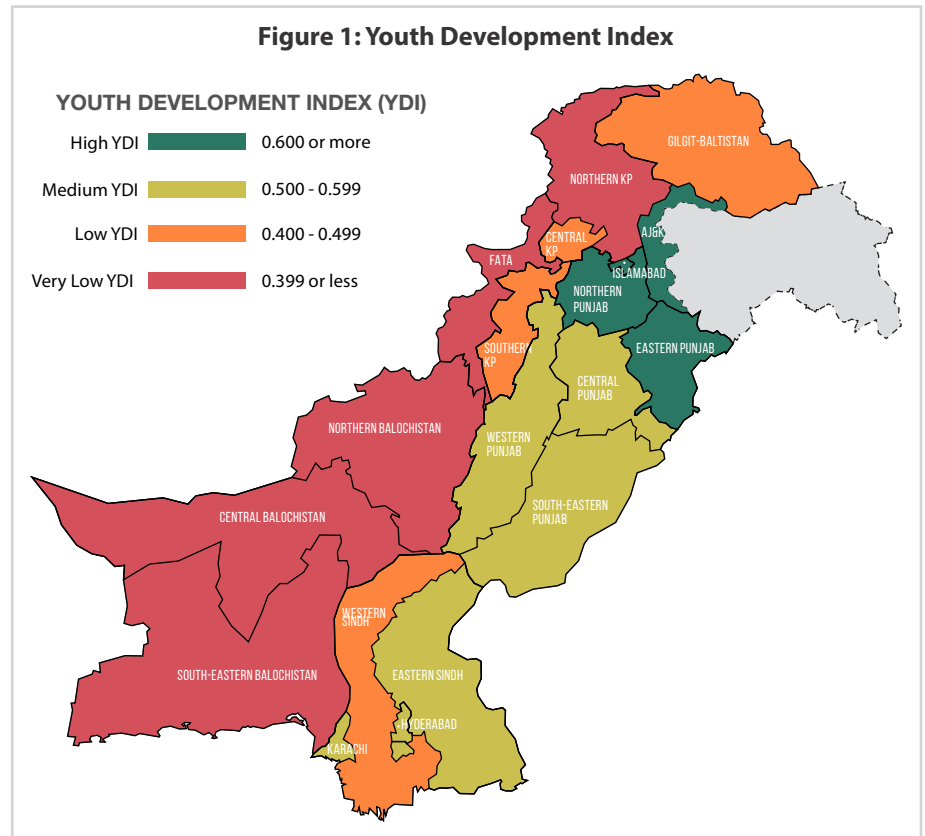 Figure 1: Youth Development Index
YOUTH DEVELOPMENT INDEX (YDI)
High YDI 0.600 or more
Medium YDI 0.500 - 0.599
Low YDI 0.400 - 0.499
Very Low YDI 0.399 or less
GILGIT-BALTISTAN
NORTHERN KP
AJ&K
CENTRAL
KP
FATA
ISLAMABAD
NORTHERN
PUNJAB
EASTERN PUNJAB
SOUTHERN
KP
CENTRAL
PUNJAB
NORTHERN BALOCHISTAN
WESTERN
PUNJAB
SOUTH-EASTERN
PUNJAB
CENTRAL BALOCHISTAN
WESTERN
SINDH
SOUTH-EASTERN BALOCHISTAN
EASTERN SINDH
HYDERABAD
KARACHI